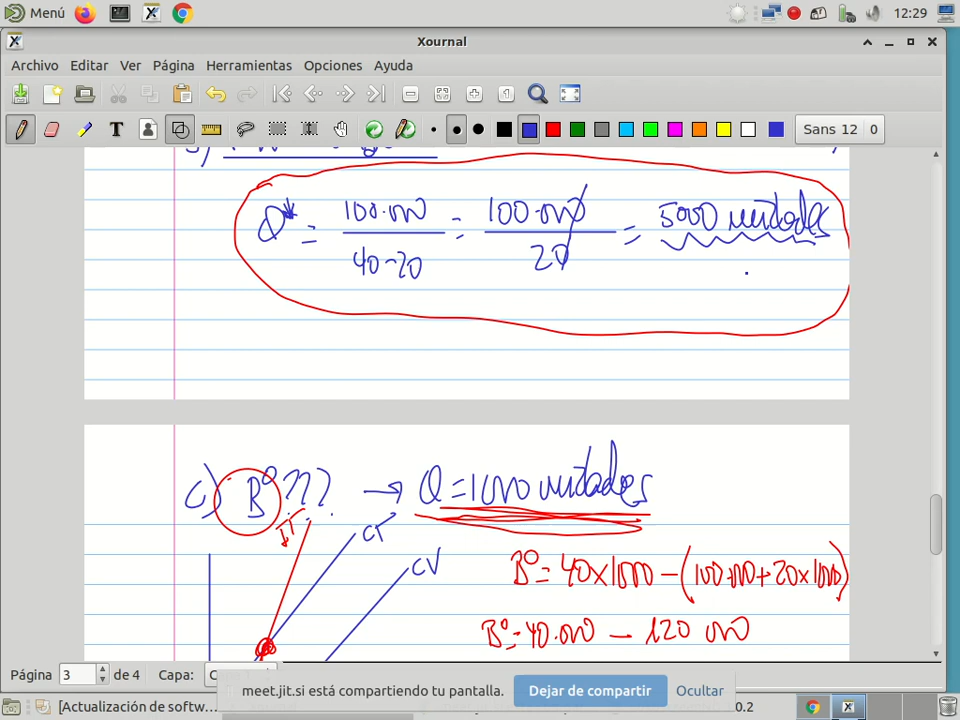 Menú 12:29
Xournal
Archivo Editar Ver Página Herramientas Opciones Ayuda
Sans 12 0
Q* = 100.000 / 40-20 = 100.000 / 20 = 5000 unidades
c) Bº??? → Q = 1000 unidades
IT CT
CV
Bº = 40x1000 - (100.000+20x1000)
Bº = 40.000 - 120 000
Página 3 de 4 Capa:
meet.jit.si está compartiendo tu pantalla. Dejar de compartir Ocultar
[Actualización de softw... 0.2